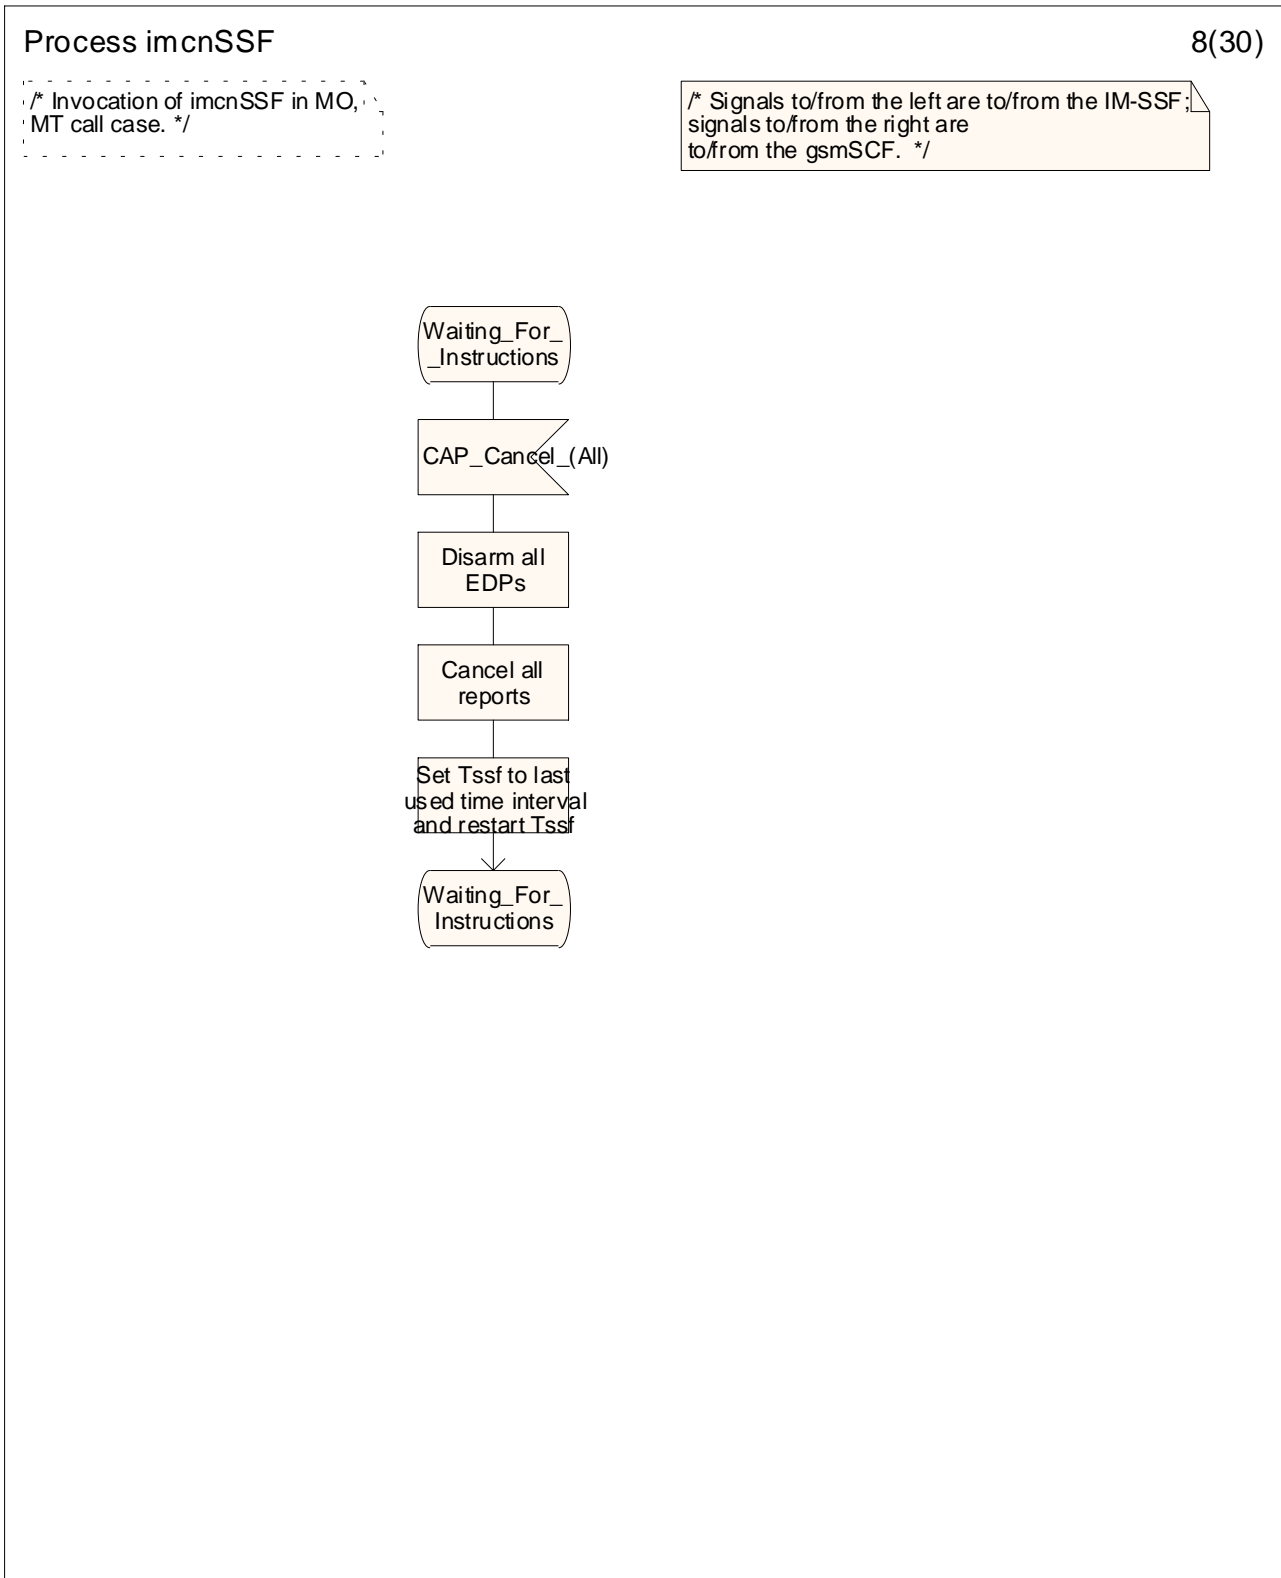 Process imcnSSF
8(30)
/* Invocation of imcnSSF in MO,
MT call case. */
/* Signals to/from the left are to/from the IM-SSF;
signals to/from the right are
to/from the gsmSCF. */
Waiting_For_
_Instructions
CAP_Cancel_(All)
Disarm all
EDPs
Cancel all
reports
Set Tssf to last
used time interval
and restart Tssf
Waiting_For_
Instructions